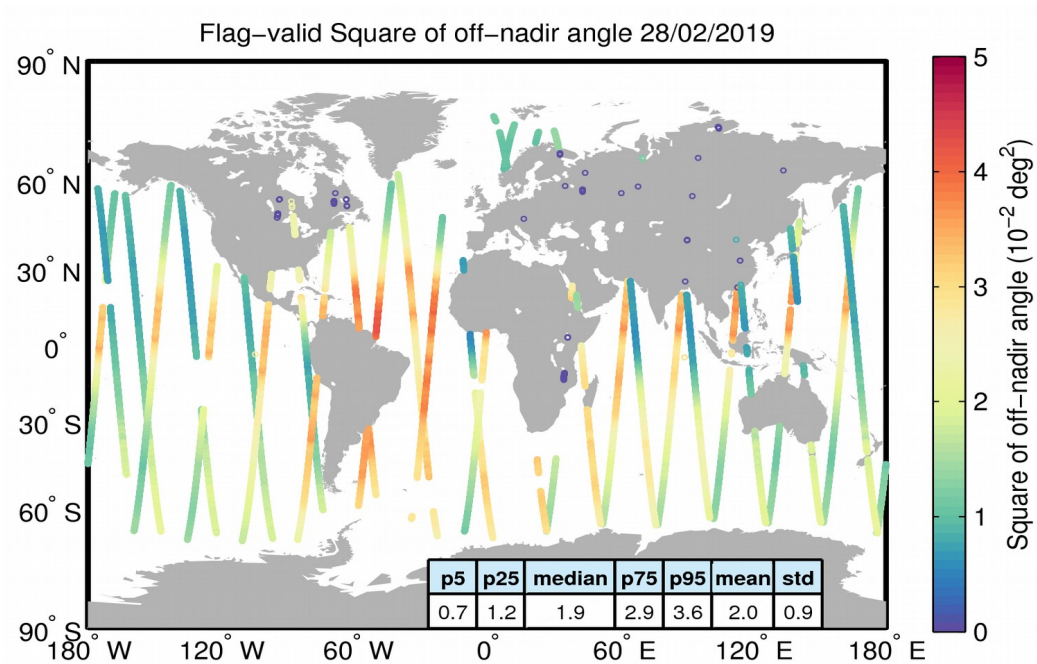 Flag−valid Square of off−nadir angle 28/02/2019
90° N
60° N
30° N
0°
30° S
60° S
90° S
180° W
120° W
60° W
0°
60° E
120° E
180° E
p5 p25 median p75 p95 mean std
0.7 1.2 1.9 2.9 3.6 2.0 0.9
5
4
3
2
1
0
Square of off−nadir angle (10⁻² deg²)